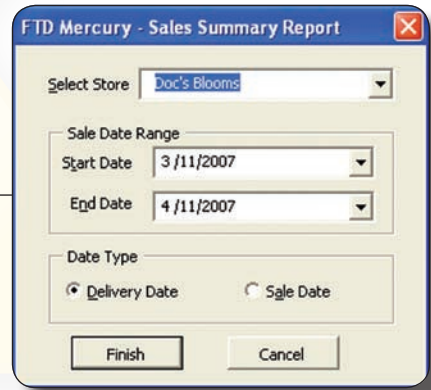 FTD Mercury - Sales Summary Report
Select Store Doc's Blooms
Sale Date Range
Start Date 3 /11/2007
End Date 4 /11/2007
Date Type
Delivery Date Sale Date
Finish Cancel